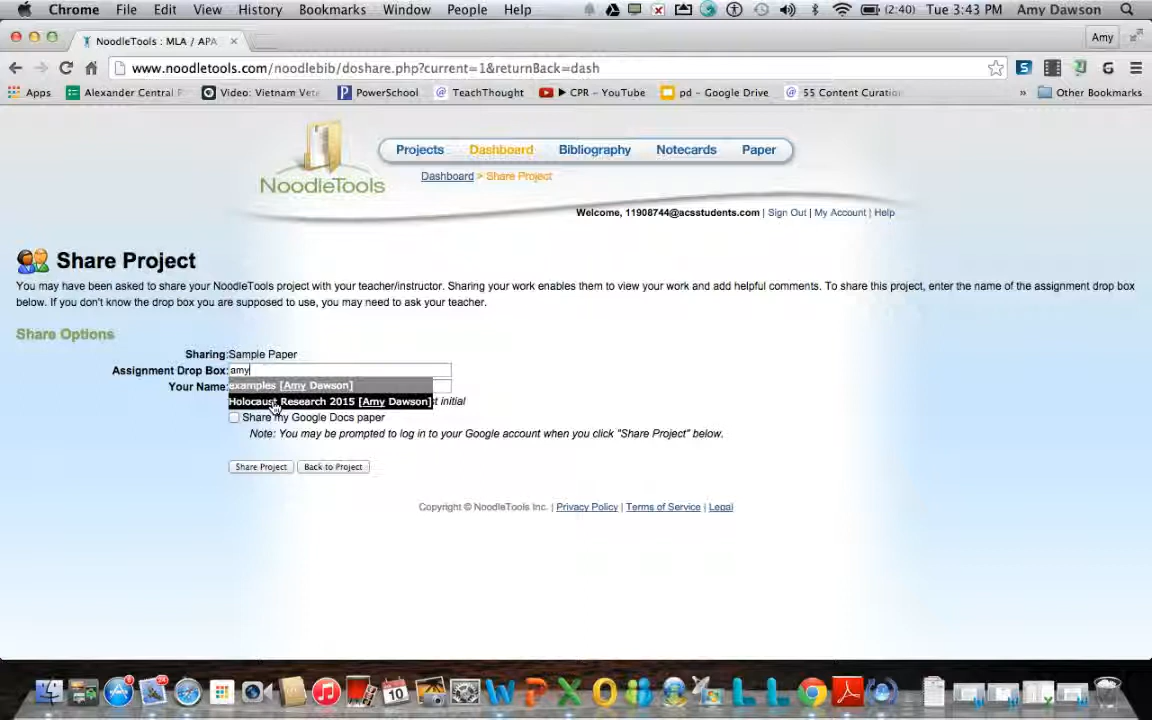 Chrome File Edit View History Bookmarks Window People Help (2:40) Tue 3:43 PM Amy Dawson
NoodleTools : MLA / APA Amy
www.noodletools.com/noodlebib/doshare.php?current=1&returnBack=dash
Apps Alexander Central Video: Vietnam Vet PowerSchool TeachThought CPR – YouTube pd – Google Drive 55 Content Curatio » Other Bookmarks
NoodleTools
Projects Dashboard Bibliography Notecards Paper
Dashboard > Share Project
Welcome, 11908744@acsstudents.com | Sign Out | My Account | Help
Share Project
You may have been asked to share your NoodleTools project with your teacher/instructor. Sharing your work enables them to view your work and add helpful comments. To share this project, enter the name of the assignment drop box
below. If you don't know the drop box you are supposed to use, you may need to ask your teacher.
Share Options
Sharing: Sample Paper
Assignment Drop Box: amy
Your Name: examples [Amy Dawson]
Holocaust Research 2015 [Amy Dawson] t initial
Share my Google Docs paper
Note: You may be prompted to log in to your Google account when you click "Share Project" below.
Share Project Back to Project
Copyright © NoodleTools Inc. | Privacy Policy | Terms of Service | Legal